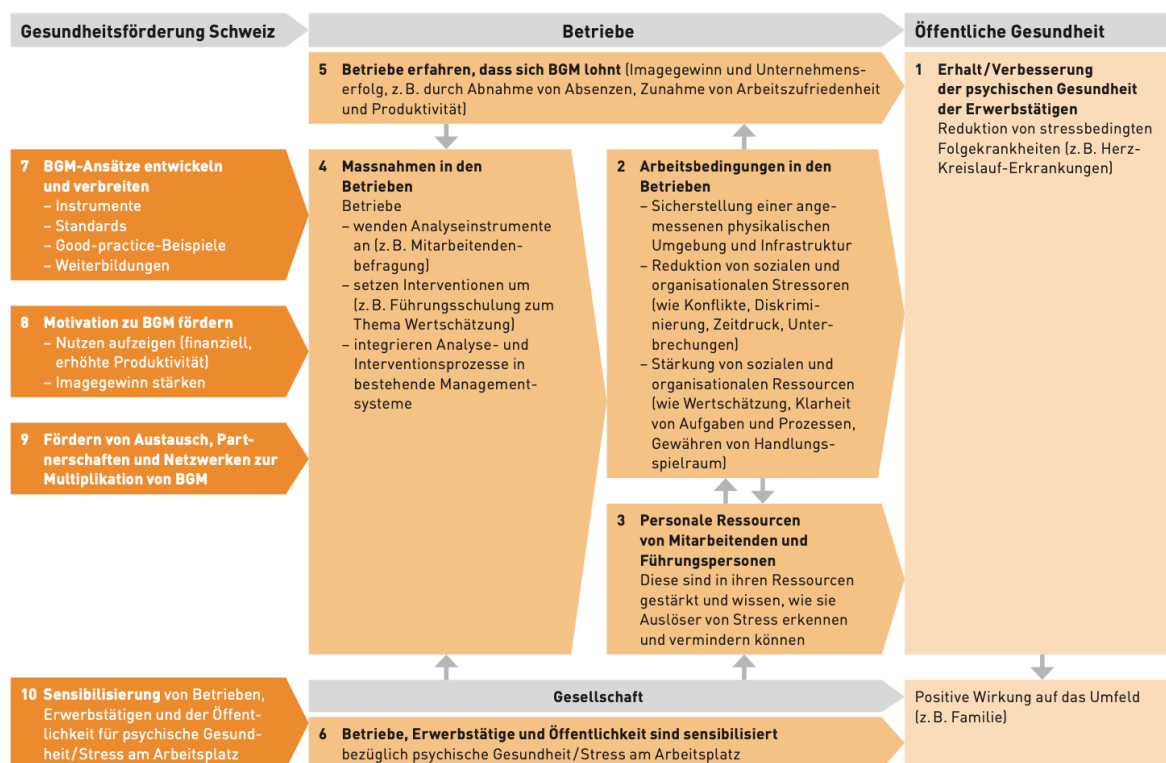 Gesundheitsförderung Schweiz
Betriebe
Öffentliche Gesundheit
5 Betriebe erfahren, dass sich BGM lohnt (Imagegewinn und Unternehmens-
erfolg, z.B. durch Abnahme von Absenzen, Zunahme von Arbeitszufriedenheit
und Produktivität)
1 Erhalt/Verbesserung
der psychischen Gesundheit
der Erwerbstätigen
Reduktion von stressbedingten
Folgekrankheiten (z.B. Herz-
Kreislauf-Erkrankungen)
7 BGM-Ansätze entwickeln
und verbreiten
– Instrumente
– Standards
– Good-practice-Beispiele
– Weiterbildungen
8 Motivation zu BGM fördern
– Nutzen aufzeigen (finanziell,
erhöhte Produktivität)
– Imagegewinn stärken
9 Fördern von Austausch, Part-
nerschaften und Netzwerken zur
Multiplikation von BGM
4 Massnahmen in den
Betrieben
Betriebe
– wenden Analyseinstrumente
an (z.B. Mitarbeitenden-
befragung)
– setzen Interventionen um
(z.B. Führungsschulung zum
Thema Wertschätzung)
– integrieren Analyse- und
Interventionsprozesse in
bestehende Management-
systeme
2 Arbeitsbedingungen in den
Betrieben
– Sicherstellung einer ange-
messenen physikalischen
Umgebung und Infrastruktur
– Reduktion von sozialen und
organisationalen Stressoren
(wie Konflikte, Diskrimi-
nierung, Zeitdruck, Unter-
brechungen)
– Stärkung von sozialen und
organisationalen Ressourcen
(wie Wertschätzung, Klarheit
von Aufgaben und Prozessen,
Gewähren von Handlungs-
spielraum)
3 Personale Ressourcen
von Mitarbeitenden und
Führungspersonen
Diese sind in ihren Ressourcen
gestärkt und wissen, wie sie
Auslöser von Stress erkennen
und vermindern können
10 Sensibilisierung von Betrieben,
Erwerbstätigen und der Öffent-
lichkeit für psychische Gesund-
heit/Stress am Arbeitsplatz
Gesellschaft
6 Betriebe, Erwerbstätige und Öffentlichkeit sind sensibilisiert
bezüglich psychische Gesundheit/Stress am Arbeitsplatz
Positive Wirkung auf das Umfeld
(z.B. Familie)